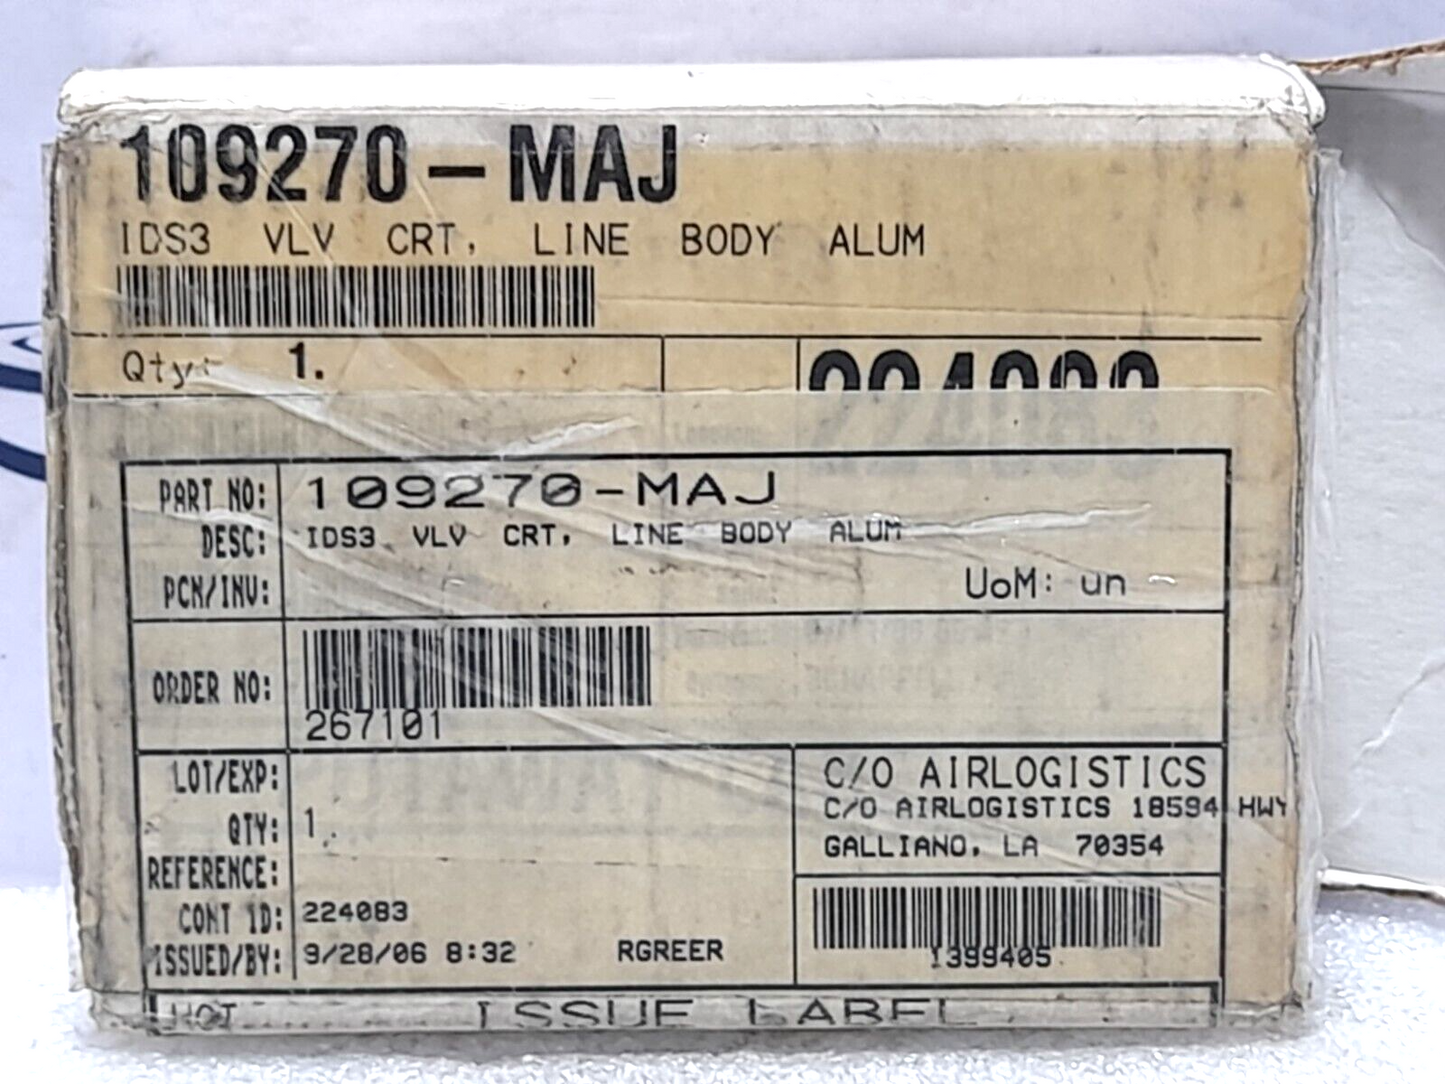 109270-MAJ
IDS3 VLV CRT, LINE BODY ALUM
Qty: 1.
224083
PART NO: 109270-MAJ
DESC: IDS3 VLV CRT, LINE BODY ALUM
PCN/INV: UoM: un
ORDER NO:
267101
LOT/EXP:
QTY: 1.
REFERENCE:
CONT ID: 224083
ISSUED/BY: 9/28/06 8:32 RGREER
C/O AIRLOGISTICS
C/O AIRLOGISTICS 18594 HWY
GALLIANO, LA 70354
1399405
HOT ISSUE LABEL